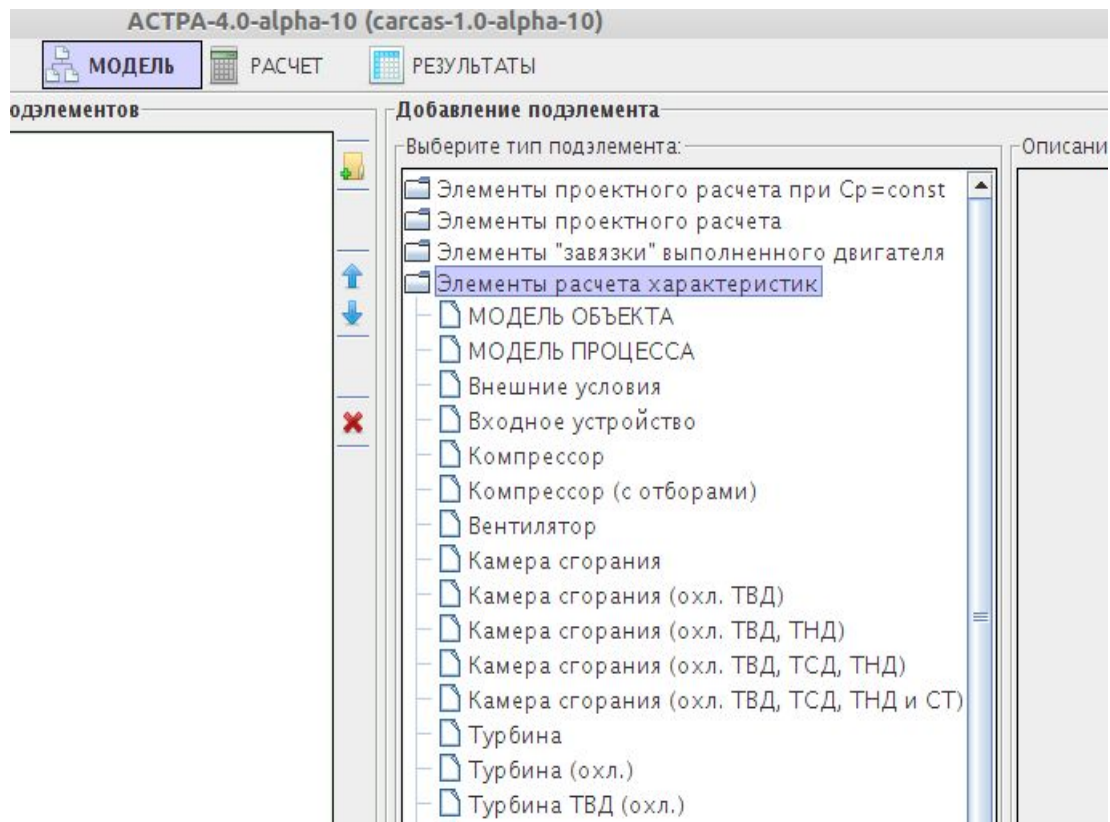 АСТРА-4.0-alpha-10 (carcas-1.0-alpha-10)
МОДЕЛЬ РАСЧЕТ РЕЗУЛЬТАТЫ
одэлементов
Добавление подэлемента
Выберите тип подэлемента:
Описани
Элементы проектного расчета при Cp=const
Элементы проектного расчета
Элементы "завязки" выполненного двигателя
Элементы расчета характеристик
МОДЕЛЬ ОБЪЕКТА
МОДЕЛЬ ПРОЦЕССА
Внешние условия
Входное устройство
Компрессор
Компрессор (с отборами)
Вентилятор
Камера сгорания
Камера сгорания (охл. ТВД)
Камера сгорания (охл. ТВД, ТНД)
Камера сгорания (охл. ТВД, ТСД, ТНД)
Камера сгорания (охл. ТВД, ТСД, ТНД и СТ)
Турбина
Турбина (охл.)
Турбина ТВД (охл.)